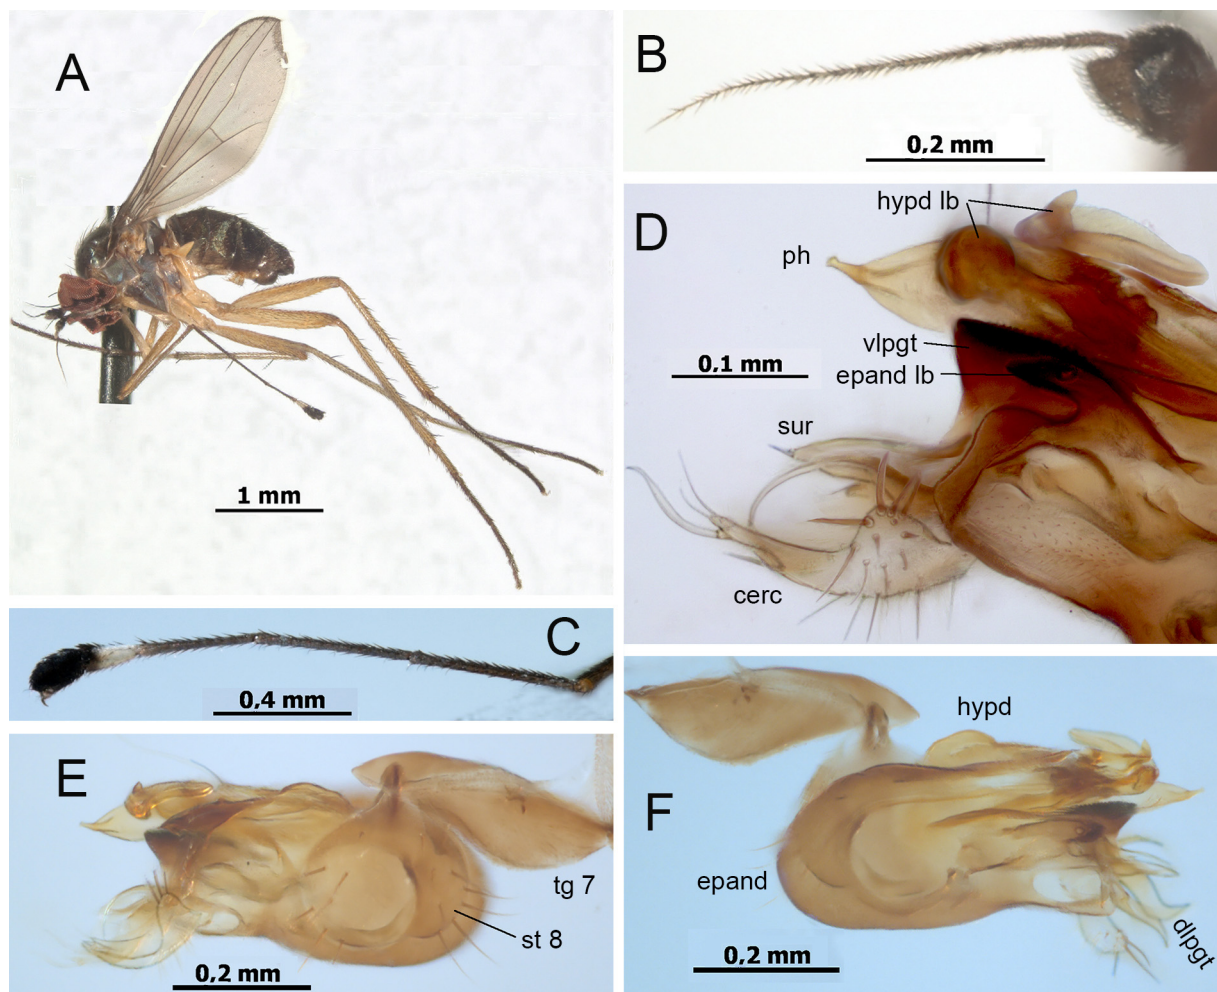 A
1 mm
B
0,2 mm
C
0,4 mm
D
hypd lb
ph
vlpgt
epand lb
0,1 mm
sur
cerc
E
tg 7
st 8
0,2 mm
F
hypd
epand
dlpgt
0,2 mm